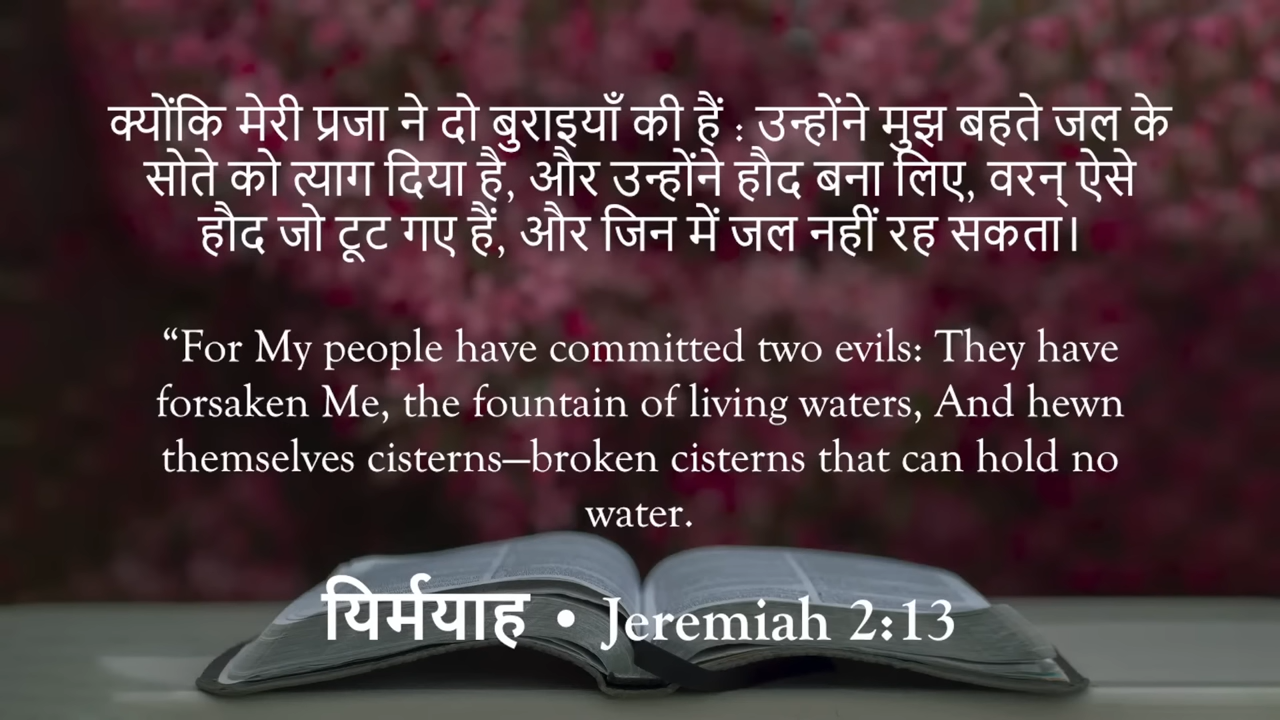 क्योंकि मेरी प्रजा ने दो बुराइयाँ की हैं : उन्होंने मुझ बहते जल के
सोते को त्याग दिया है, और उन्होंने हौद बना लिए, वरन् ऐसे
हौद जो टूट गए हैं, और जिन में जल नहीं रह सकता।
“For My people have committed two evils: They have
forsaken Me, the fountain of living waters, And hewn
themselves cisterns—broken cisterns that can hold no
water.
यिर्मयाह • Jeremiah 2:13